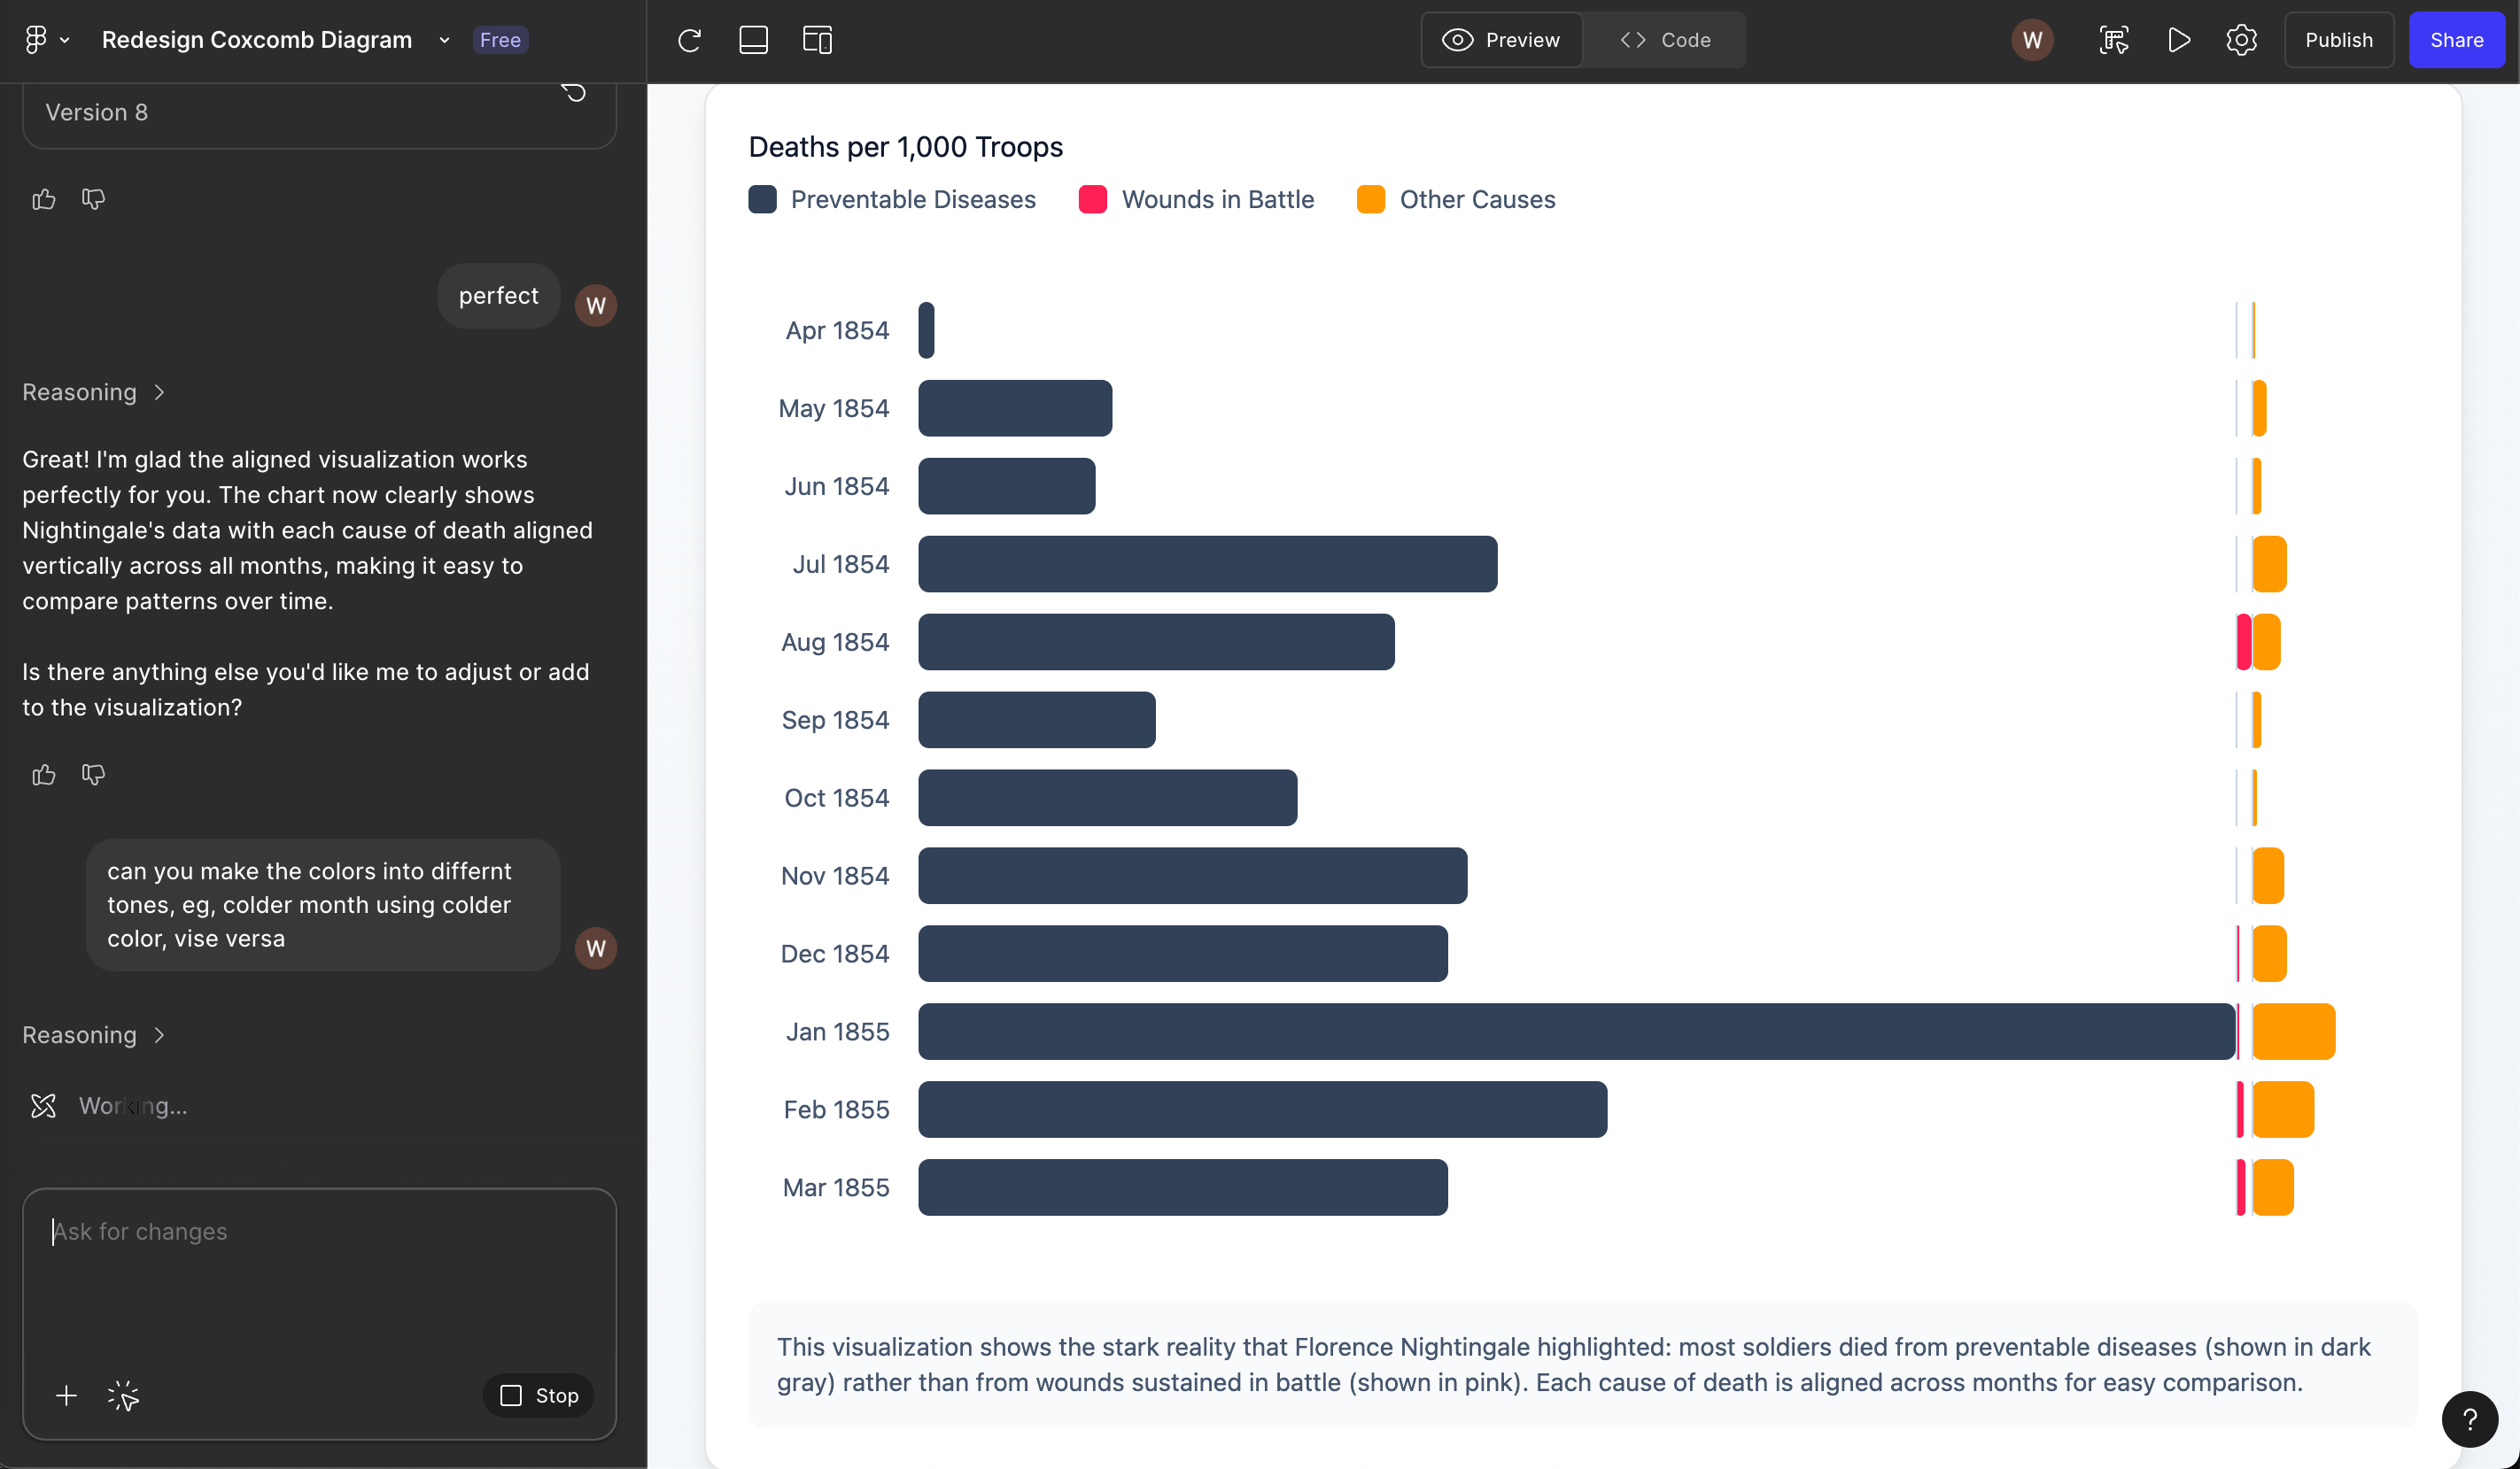 Redesign Coxcomb Diagram
Free
Preview
Code
W
Publish
Share
Version 8
perfect
W
Reasoning
Great! I'm glad the aligned visualization works
perfectly for you. The chart now clearly shows
Nightingale's data with each cause of death aligned
vertically across all months, making it easy to
compare patterns over time.
Is there anything else you'd like me to adjust or add
to the visualization?
can you make the colors into differnt
tones, eg, colder month using colder
color, vise versa
W
Reasoning
Working...
Ask for changes
Stop
Deaths per 1,000 Troops
Preventable Diseases
Wounds in Battle
Other Causes
Apr 1854
May 1854
Jun 1854
Jul 1854
Aug 1854
Sep 1854
Oct 1854
Nov 1854
Dec 1854
Jan 1855
Feb 1855
Mar 1855
This visualization shows the stark reality that Florence Nightingale highlighted: most soldiers died from preventable diseases (shown in dark
gray) rather than from wounds sustained in battle (shown in pink). Each cause of death is aligned across months for easy comparison.
?